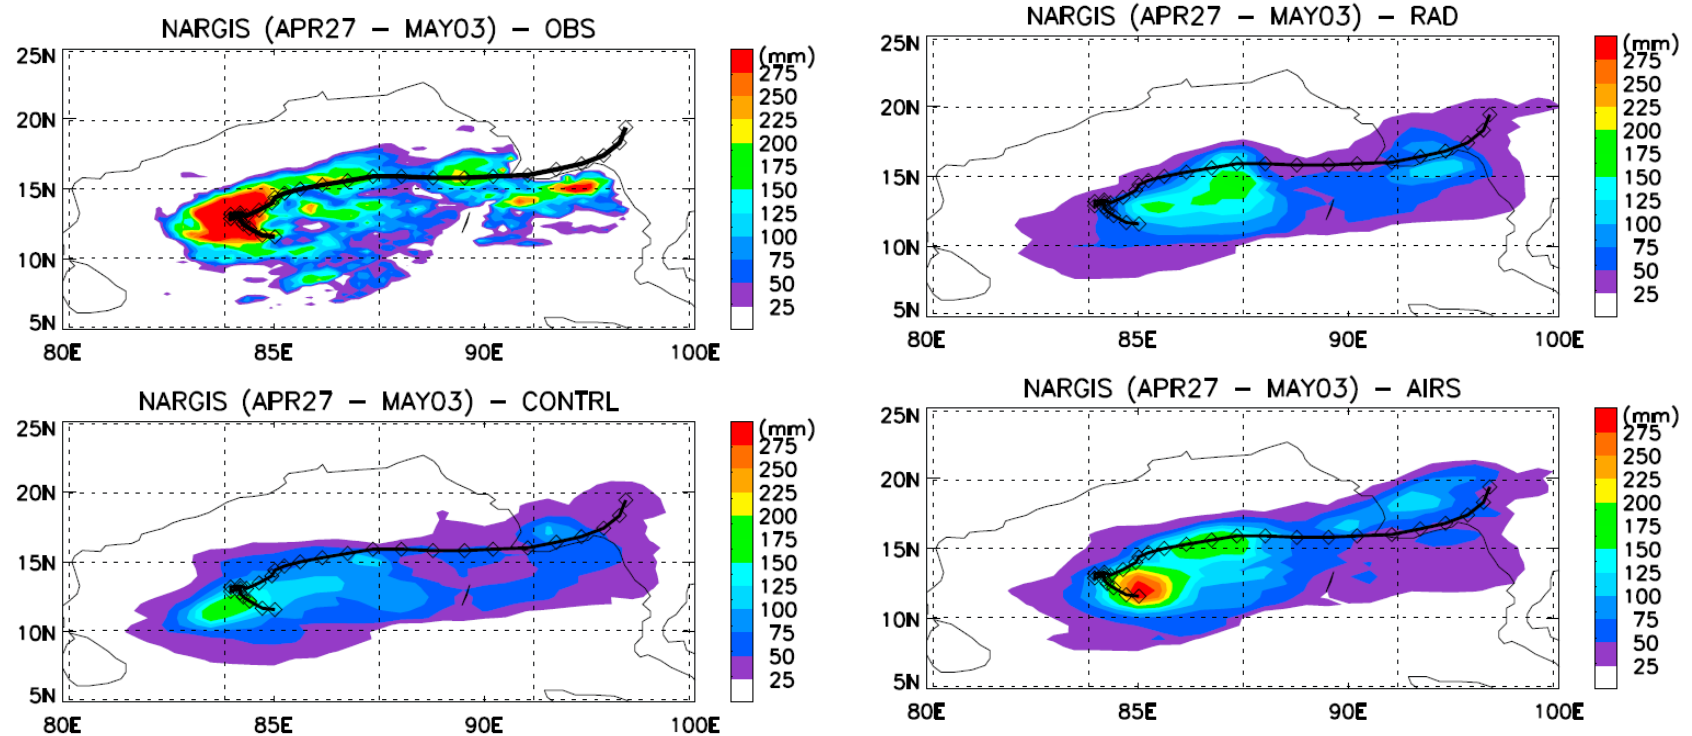 NARGIS (APR27 - MAY03) - OBS
25N
20N
15N
10N
5N
80E
85E
90E
100E
(mm)
275
250
225
200
175
150
125
100
75
50
25
NARGIS (APR27 - MAY03) - RAD
25N
20N
15N
10N
5N
80E
85E
90E
100E
(mm)
275
250
225
200
175
150
125
100
75
50
25
NARGIS (APR27 - MAY03) - CONTRL
25N
20N
15N
10N
5N
80E
85E
90E
100E
(mm)
275
250
225
200
175
150
125
100
75
50
25
NARGIS (APR27 - MAY03) - AIRS
25N
20N
15N
10N
5N
80E
85E
90E
100E
(mm)
275
250
225
200
175
150
125
100
75
50
25